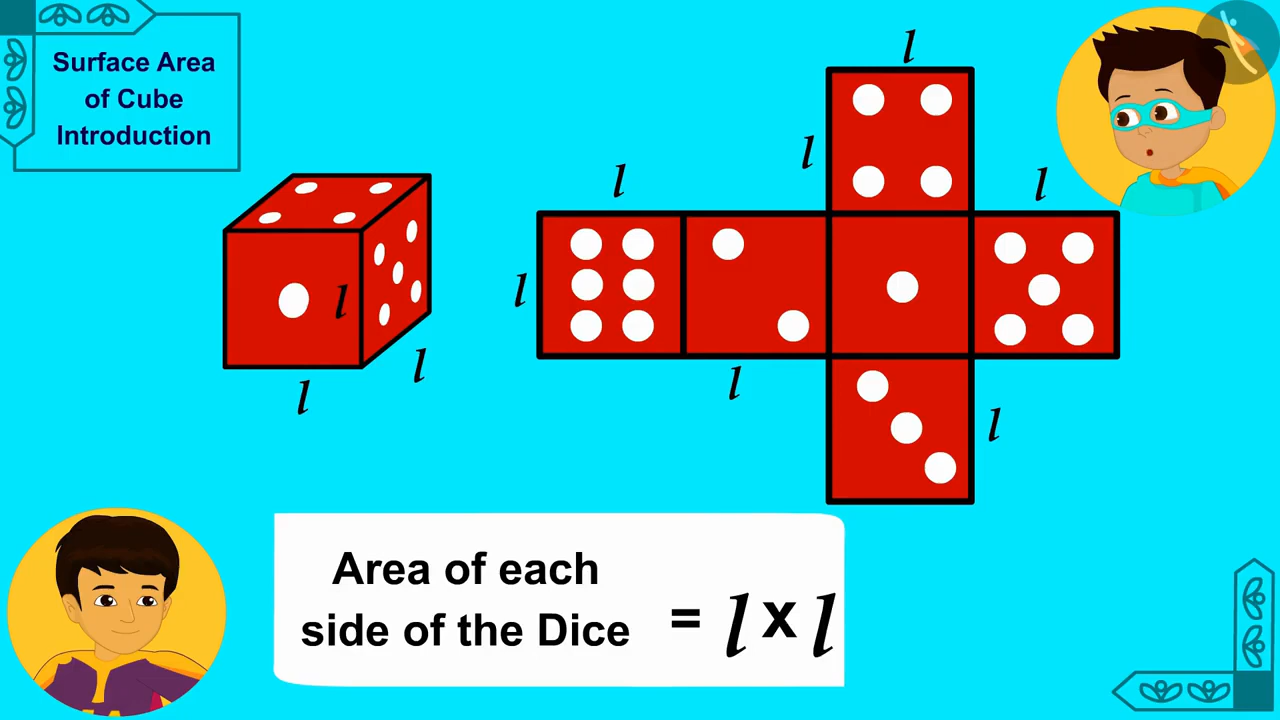 Surface Area
of Cube
Introduction
l
l
l
l
l
l
l
l
l
l
Area of each
side of the Dice = l x l